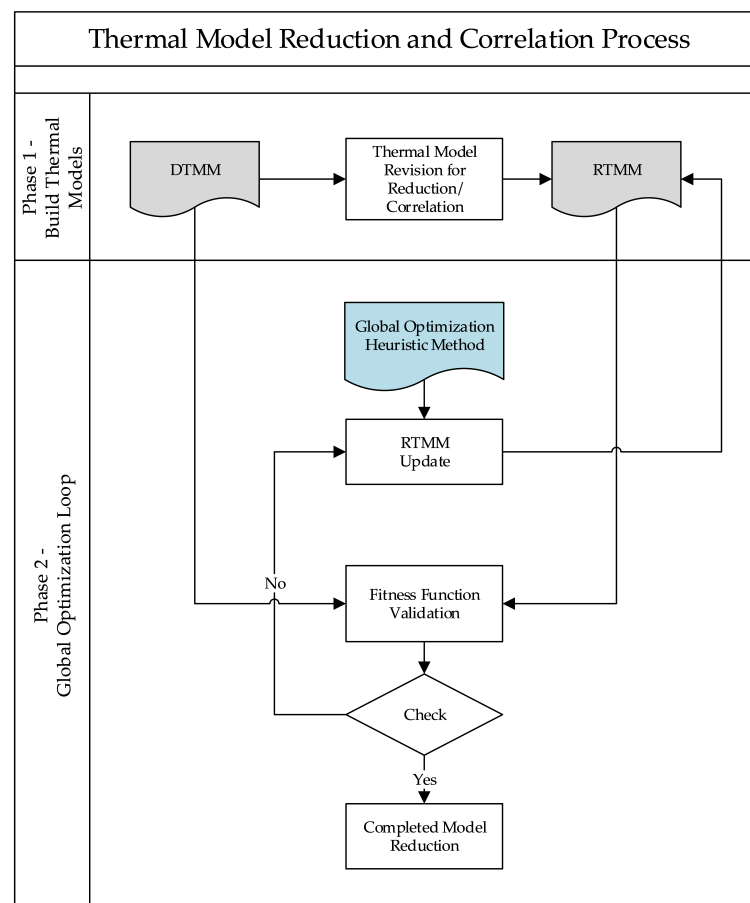 Thermal Model Reduction and Correlation Process
Phase 1 -
Build Thermal
Models
DTMM
Thermal Model
Revision for
Reduction/
Correlation
RTMM
Phase 2 -
Global Optimization Loop
Global Optimization
Heuristic Method
RTMM
Update
No
Fitness Function
Validation
Check
Yes
Completed Model
Reduction